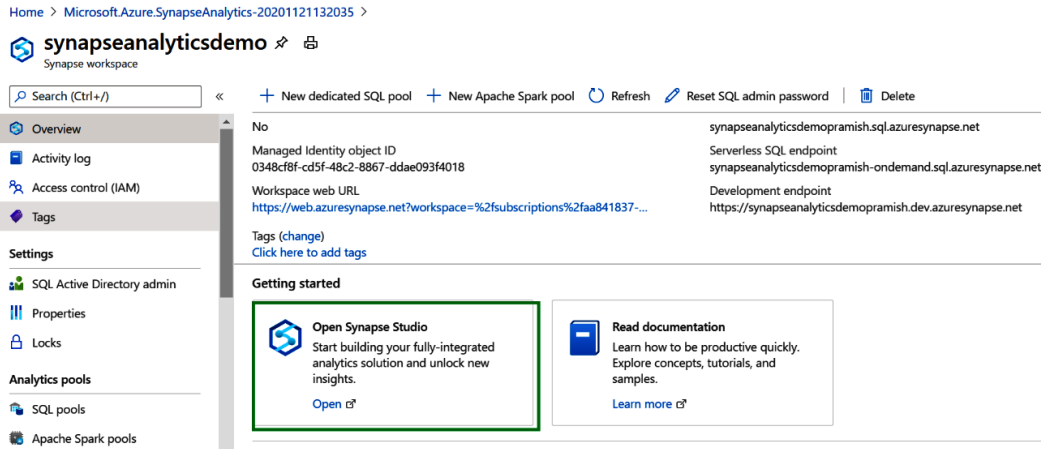 Home > Microsoft.Azure.SynapseAnalytics-20201121132035 >
synapseanalyticsdemo
Synapse workspace
Search (Ctrl+/)
«
New dedicated SQL pool
New Apache Spark pool
Refresh
Reset SQL admin password
Delete
Overview
Activity log
Access control (IAM)
Tags
Settings
SQL Active Directory admin
Properties
Locks
Analytics pools
SQL pools
Apache Spark pools
No
Managed Identity object ID
0348cf8f-cd5f-48c2-8867-ddae093f4018
Workspace web URL
https://web.azuresynapse.net?workspace=%2fsubscriptions%2faa841837-...
Tags (change)
Click here to add tags
synapseanalyticsdemopramish.sql.azuresynapse.net
Serverless SQL endpoint
synapseanalyticsdemopramish-ondemand.sql.azuresynapse.net
Development endpoint
https://synapseanalyticsdemopramish.dev.azuresynapse.net
Getting started
Open Synapse Studio
Start building your fully-integrated
analytics solution and unlock new
insights.
Open
Read documentation
Learn how to be productive quickly.
Explore concepts, tutorials, and
samples.
Learn more